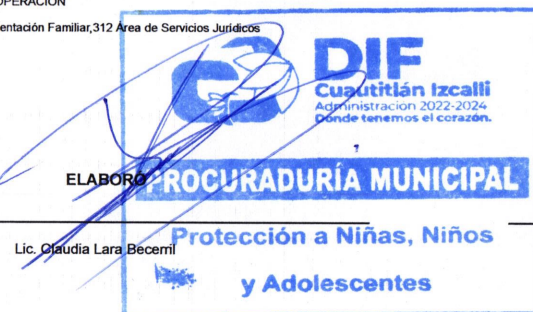 OPERACIÓN
entación Familiar,312 Área de Servicios Jurídicos
DIF
Cuautitlán Izcalli
Administración 2022-2024
Donde tenemos el corazón.
ELABORÓ
PROCURADURÍA MUNICIPAL
Lic. Claudia Lara Becerril
Protección a Niñas, Niños
y Adolescentes